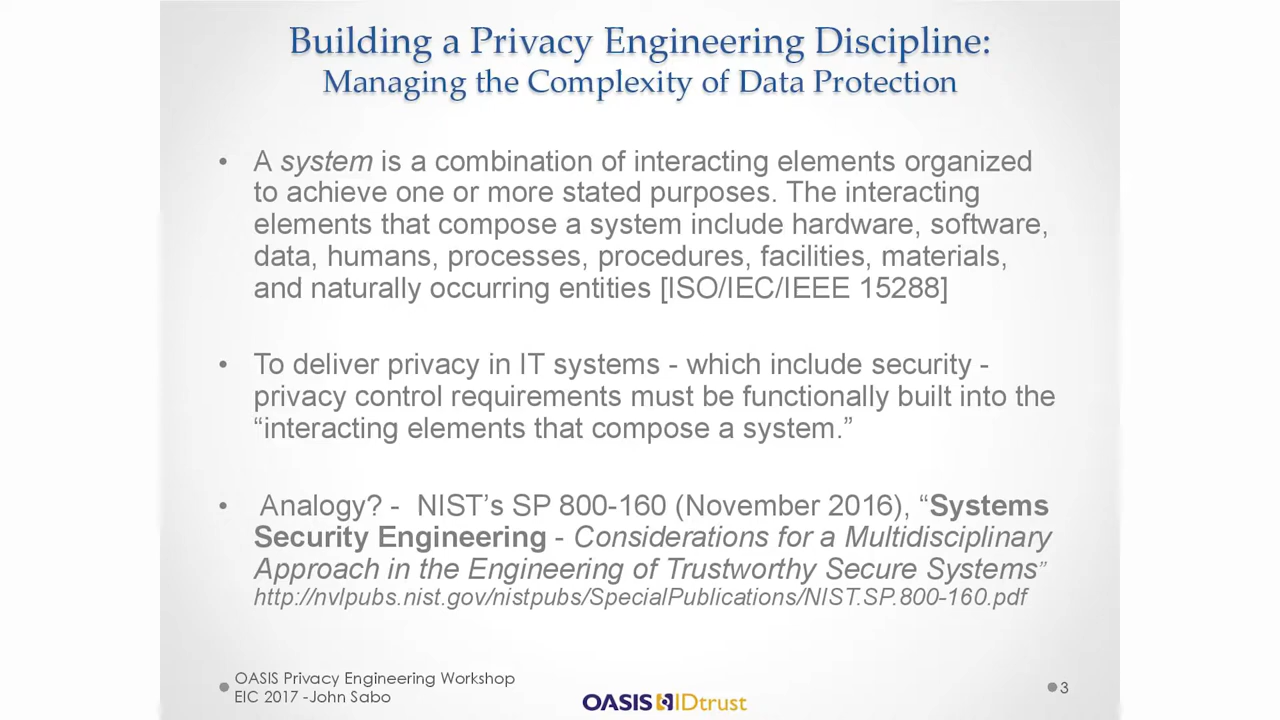 Building a Privacy Engineering Discipline:
Managing the Complexity of Data Protection
• A system is a combination of interacting elements organized
to achieve one or more stated purposes. The interacting
elements that compose a system include hardware, software,
data, humans, processes, procedures, facilities, materials,
and naturally occurring entities [ISO/IEC/IEEE 15288]
• To deliver privacy in IT systems - which include security -
privacy control requirements must be functionally built into the
“interacting elements that compose a system.”
• Analogy? - NIST’s SP 800-160 (November 2016), “Systems
Security Engineering - Considerations for a Multidisciplinary
Approach in the Engineering of Trustworthy Secure Systems”
http://nvlpubs.nist.gov/nistpubs/SpecialPublications/NIST.SP.800-160.pdf
OASIS Privacy Engineering Workshop
EIC 2017 -John Sabo
OASIS IDtrust
3